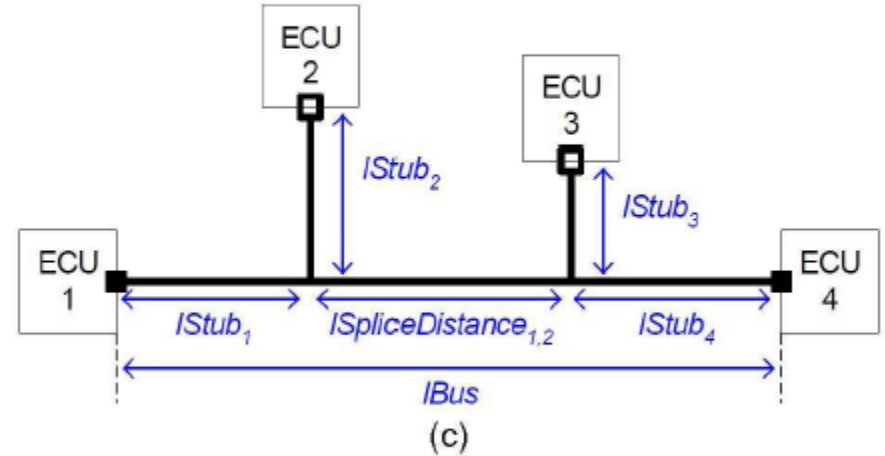 ECU
2
ECU
3
lStub2
lStub3
ECU
1
ECU
4
lStub1
lSpliceDistance1,2
lStub4
lBus
(c)